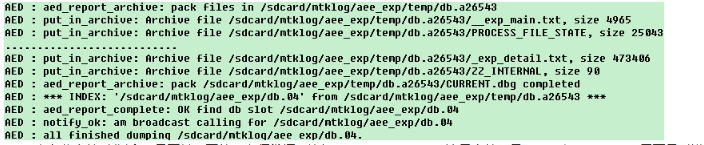 AED : aed_report_archive: pack files in /sdcard/mtklog/aee_exp/temp/db.a26543
AED : put_in_archive: Archive file /sdcard/mtklog/aee_exp/temp/db.a26543/__exp_main.txt, size 4965
AED : put_in_archive: Archive file /sdcard/mtklog/aee_exp/temp/db.a26543/PROCESS_FILE_STATE, size 25043
--------------------------
AED : put_in_archive: Archive file /sdcard/mtklog/aee_exp/temp/db.a26543/_exp_detail.txt, size 473406
AED : put_in_archive: Archive file /sdcard/mtklog/aee_exp/temp/db.a26543/ZZ_INTERNAL, size 90
AED : aed_report_archive: pack /sdcard/mtklog/aee_exp/temp/db.a26543/CURRENT.dbg completed
AED : *** INDEX: '/sdcard/mtklog/aee_exp/db.04' from /sdcard/mtklog/aee_exp/temp/db.a26543 ***
AED : aed_report_complete: OK find db slot /sdcard/mtklog/aee_exp/db.04
AED : notify_ok: am broadcast calling for /sdcard/mtklog/aee_exp/db.04
AED : all finished dumping /sdcard/mtklog/aee_exp/db.04.